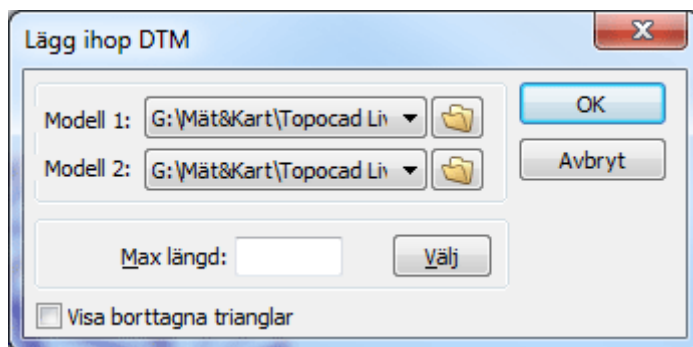 Lägg ihop DTM
Modell 1: G:\Mät&Kart\Topocad Liv
OK
Modell 2: G:\Mät&Kart\Topocad Liv
Avbryt
Max längd:
Välj
Visa borttagna trianglar